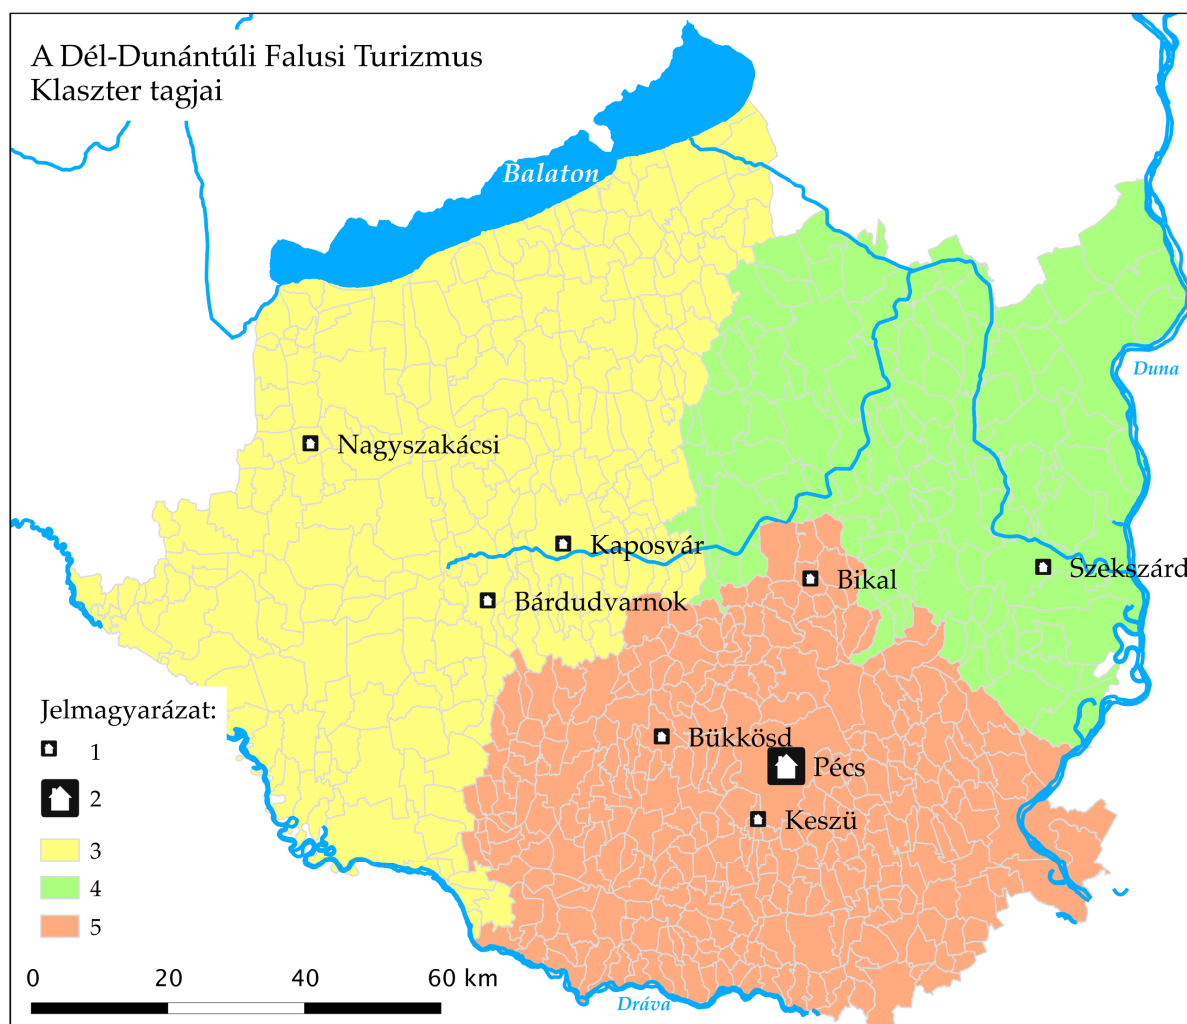 A Dél-Dunántúli Falusi Turizmus
Klaszter tagjai
Balaton
Duna
Nagyszakácsi
Kaposvár
Szekszárd
Bikal
Bárdudvarnok
Jelmagyarázat:
Bükkösd
1
Pécs
2
Keszü
3
4
5
0 20 40 60 km
Dráva